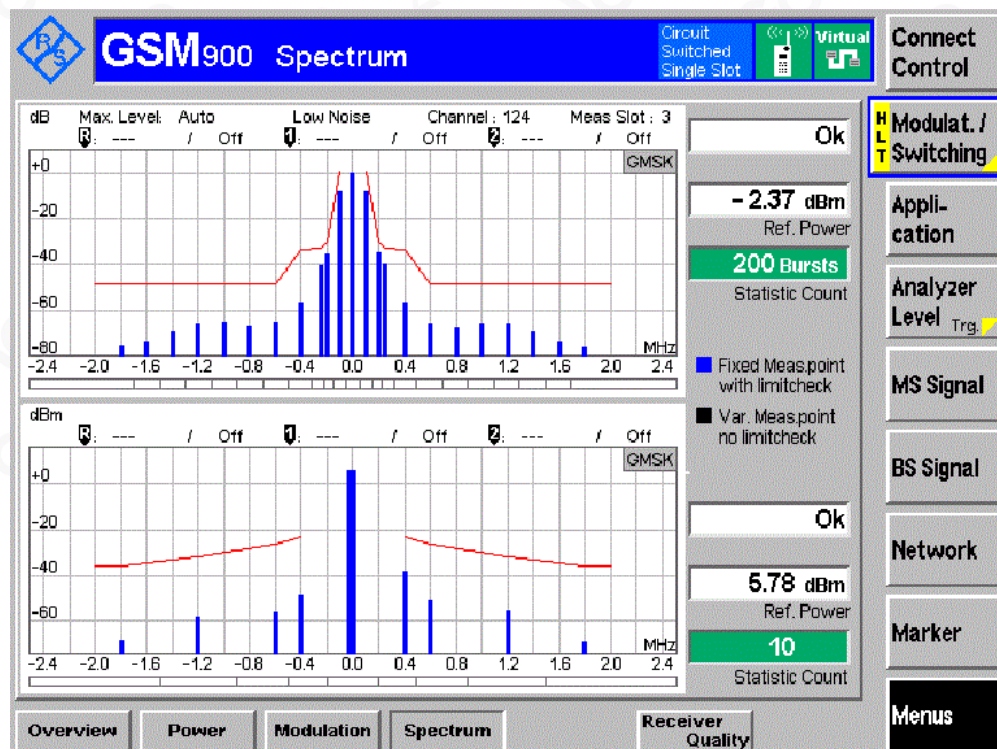 R/S
GSM900 Spectrum
Circuit Switched Single Slot
Virtual
Connect Control
dB Max. Level: Auto Low Noise Channel : 124 Meas Slot : 3
R: --- / Off 1: --- / Off 2: --- / Off
GMSK
+0
-20
-40
-60
-80
MHz
-2.4 -2.0 -1.6 -1.2 -0.8 -0.4 0.0 0.4 0.8 1.2 1.6 2.0 2.4
Ok
-2.37 dBm
Ref. Power
200 Bursts
Statistic Count
Fixed Meas.point
with limitcheck
Var. Meas.point
no limitcheck
dBm
R: --- / Off 1: --- / Off 2: --- / Off
GMSK
+0
-20
-40
-60
MHz
-2.4 -2.0 -1.6 -1.2 -0.8 -0.4 0.0 0.4 0.8 1.2 1.6 2.0 2.4
Ok
5.78 dBm
Ref. Power
10
Statistic Count
HLT
Modulat. /
Switching
Appli-
cation
Analyzer
Level Trg.
MS Signal
BS Signal
Network
Marker
Menus
Overview Power Modulation Spectrum Receiver Quality